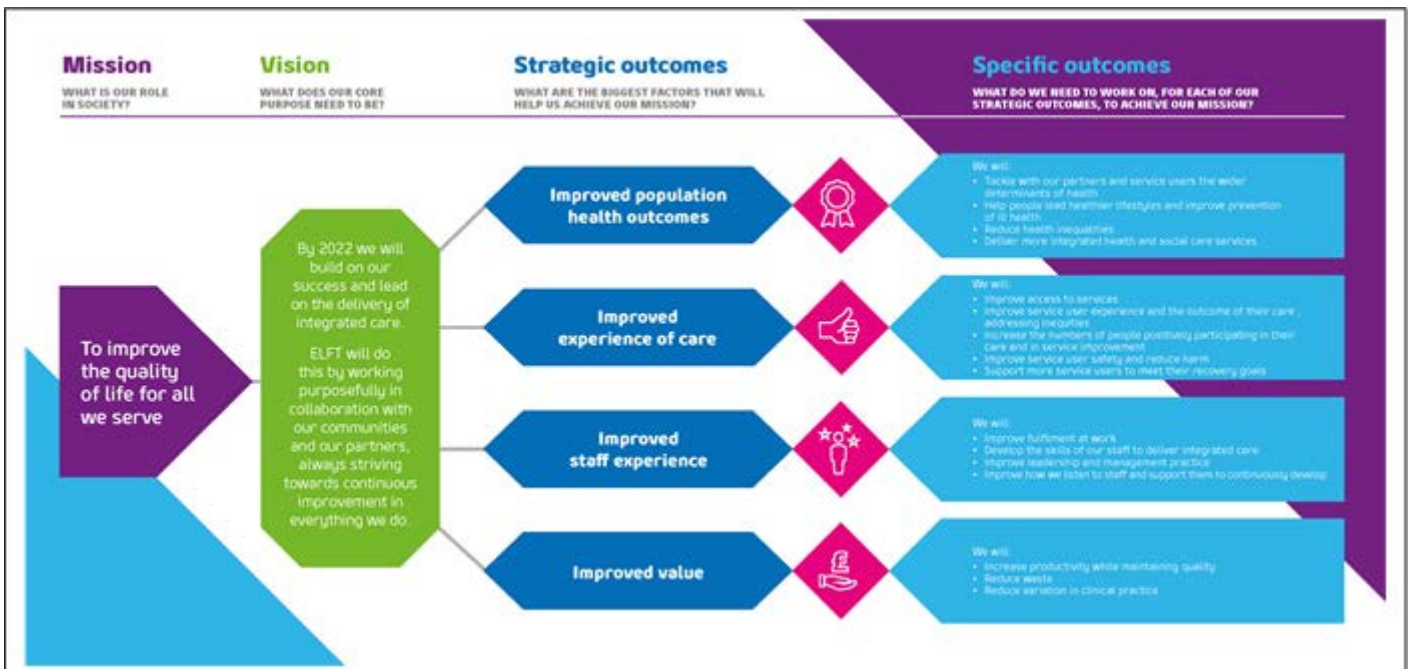 Mission
WHAT IS OUR ROLE
IN SOCIETY?
Vision
WHAT DOES OUR CORE
PURPOSE NEED TO BE?
Strategic outcomes
WHAT ARE THE BIGGEST FACTORS THAT WILL
HELP US ACHIEVE OUR MISSION?
Specific outcomes
WHAT DO WE NEED TO WORK ON, FOR EACH OF OUR
STRATEGIC OUTCOMES, TO ACHIEVE OUR MISSION?
To improve
the quality
of life for all
we serve
By 2022 we will
build on our
success and lead
on the delivery of
integrated care.
ELFT will do
this by working
purposefully in
collaboration with
our communities
and our partners,
always striving
towards continuous
improvement in
everything we do
Improved population
health outcomes
We will:
• Tackle with our partners and service users the wider
determinants of health
• Help people lead healthier lifestyles and improve prevention
of ill health
• Reduce health inequalities
• Deliver more integrated health and social care services
Improved
experience of care
We will:
• Improve access to services
• Improve service user experience and the outcome of their care ,
addressing inequities
• Increase the numbers of people positively participating in their
care and in service improvement
• Improve service user safety and reduce harm
• Support more service users to meet their recovery goals
Improved
staff experience
We will:
• Improve fulfilment at work
• Develop the skills of our staff to deliver integrated care
• Improve leadership and management practice
• Improve how we listen to staff and support them to continuously develop
Improved value
£
We will:
• Increase productivity while maintaining quality
• Reduce waste
• Reduce variation in clinical practice